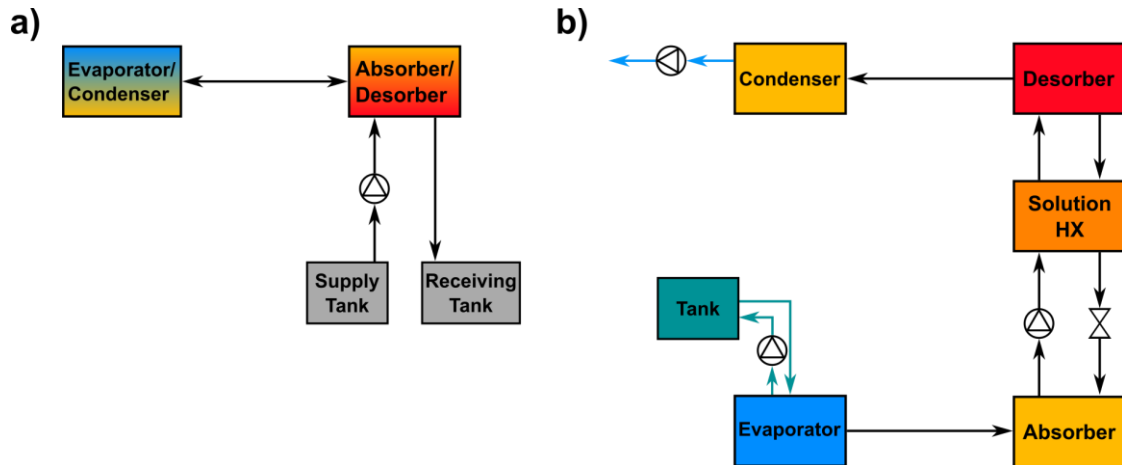 a)
Evaporator/
Condenser
Absorber/
Desorber
Supply
Tank
Receiving
Tank
b)
Condenser
Desorber
Solution
HX
Tank
Evaporator
Absorber